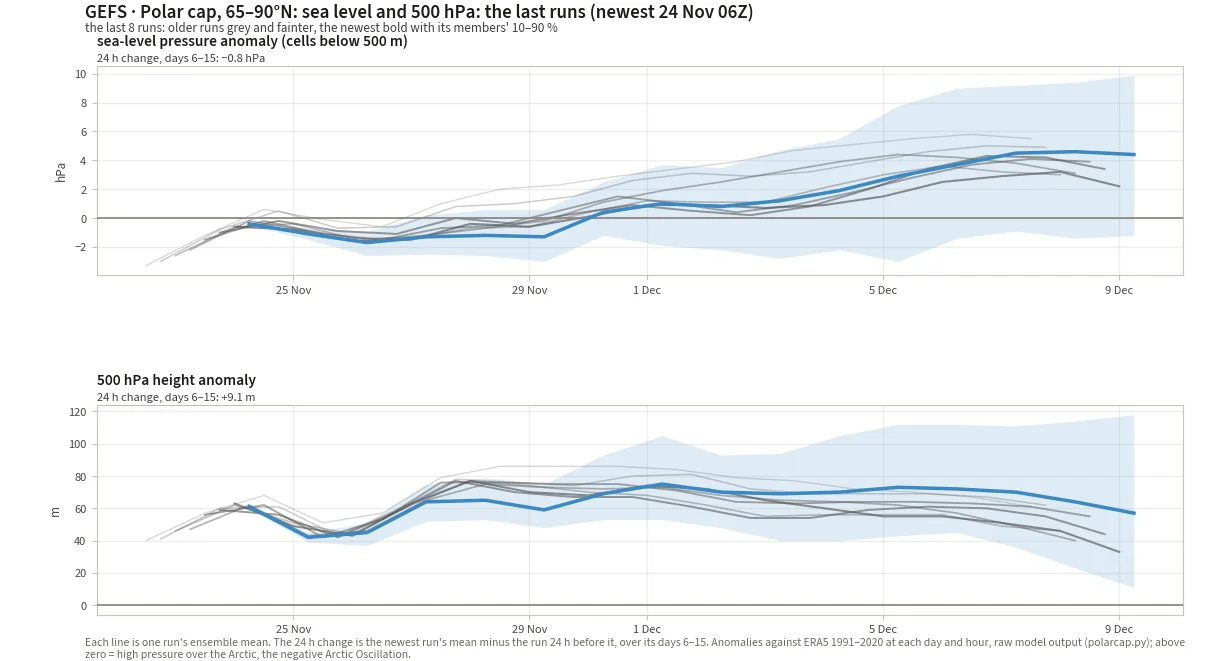 GEFS · Polar cap, 65–90°N: sea level and 500 hPa: the last runs (newest 24 Nov 06Z)
the last 8 runs: older runs grey and fainter, the newest bold with its members' 10–90 %
sea-level pressure anomaly (cells below 500 m)
24 h change, days 6–15: −0.8 hPa
10
8
6
4
2
0
−2
hPa
25 Nov
29 Nov
1 Dec
5 Dec
9 Dec
500 hPa height anomaly
24 h change, days 6–15: +9.1 m
120
100
80
60
40
20
0
m
25 Nov
29 Nov
1 Dec
5 Dec
9 Dec
Each line is one run's ensemble mean. The 24 h change is the newest run's mean minus the run 24 h before it, over its days 6–15. Anomalies against ERA5 1991–2020 at each day and hour, raw model output (polarcap.py); above
zero = high pressure over the Arctic, the negative Arctic Oscillation.